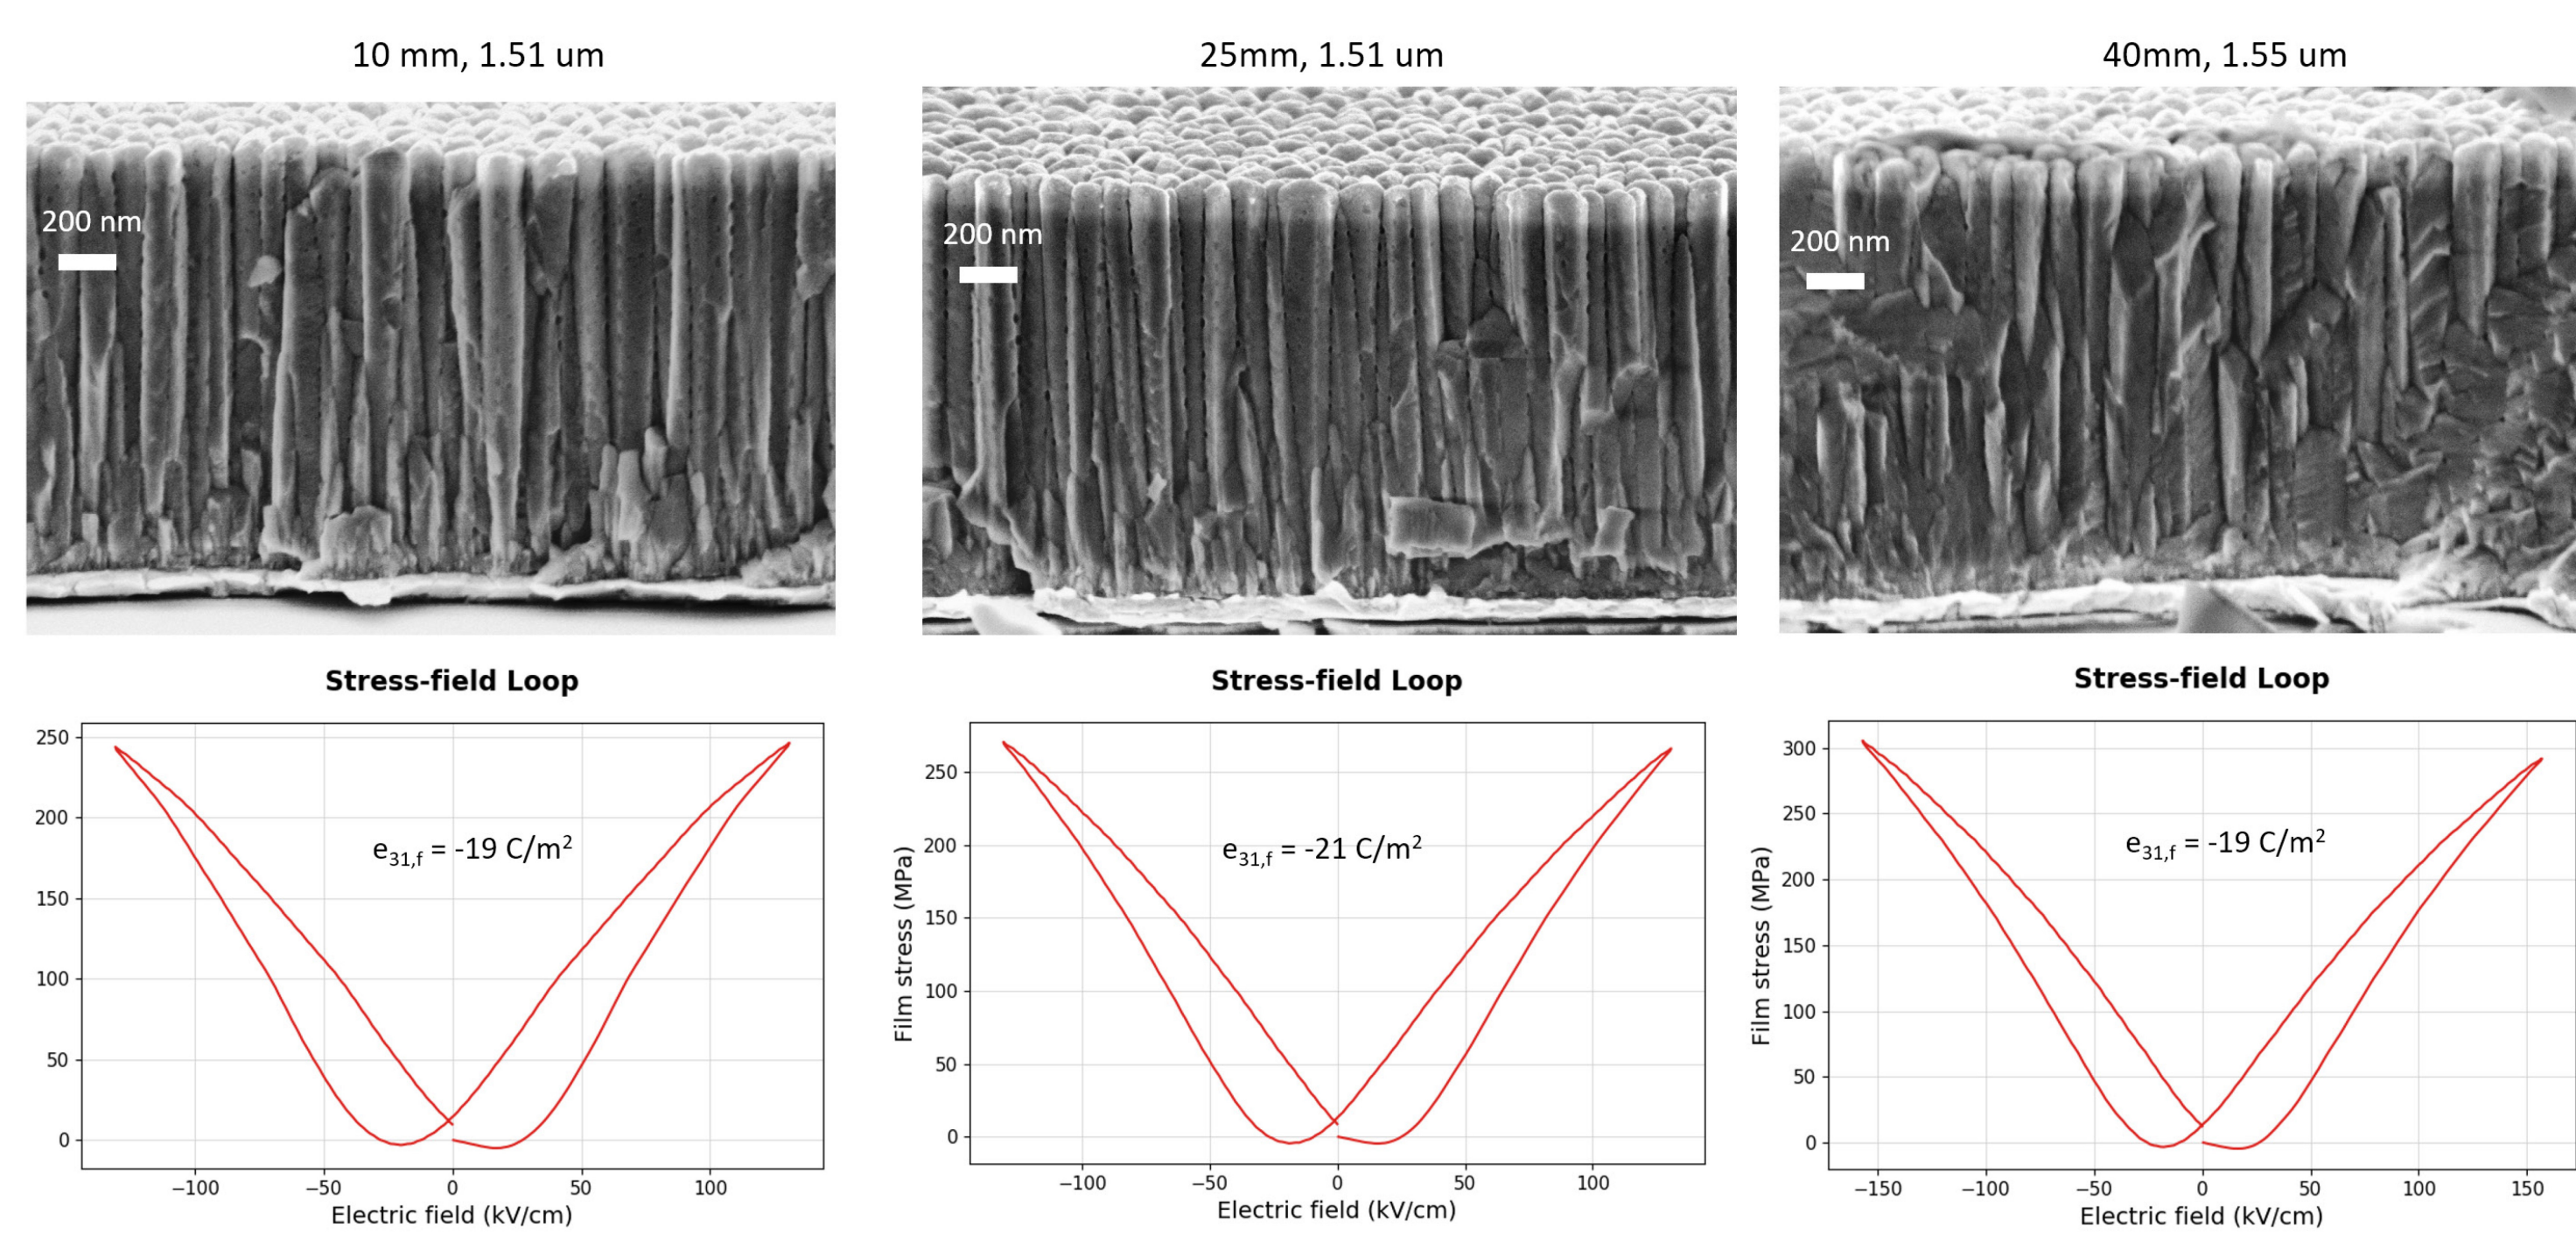 10 mm, 1.51 um
25mm, 1.51 um
40mm, 1.55 um
200 nm
200 nm
200 nm
Stress-field Loop
Stress-field Loop
Stress-field Loop
250
200
150
100
50
0
e31,f = -19 C/m²
−100
−50
0
50
100
Electric field (kV/cm)
Film stress (MPa)
250
200
150
100
50
0
e31,f = -21 C/m²
−100
−50
0
50
100
Electric field (kV/cm)
Film stress (MPa)
300
250
200
150
100
50
0
e31,f = -19 C/m²
−150
−100
−50
0
50
100
150
Electric field (kV/cm)